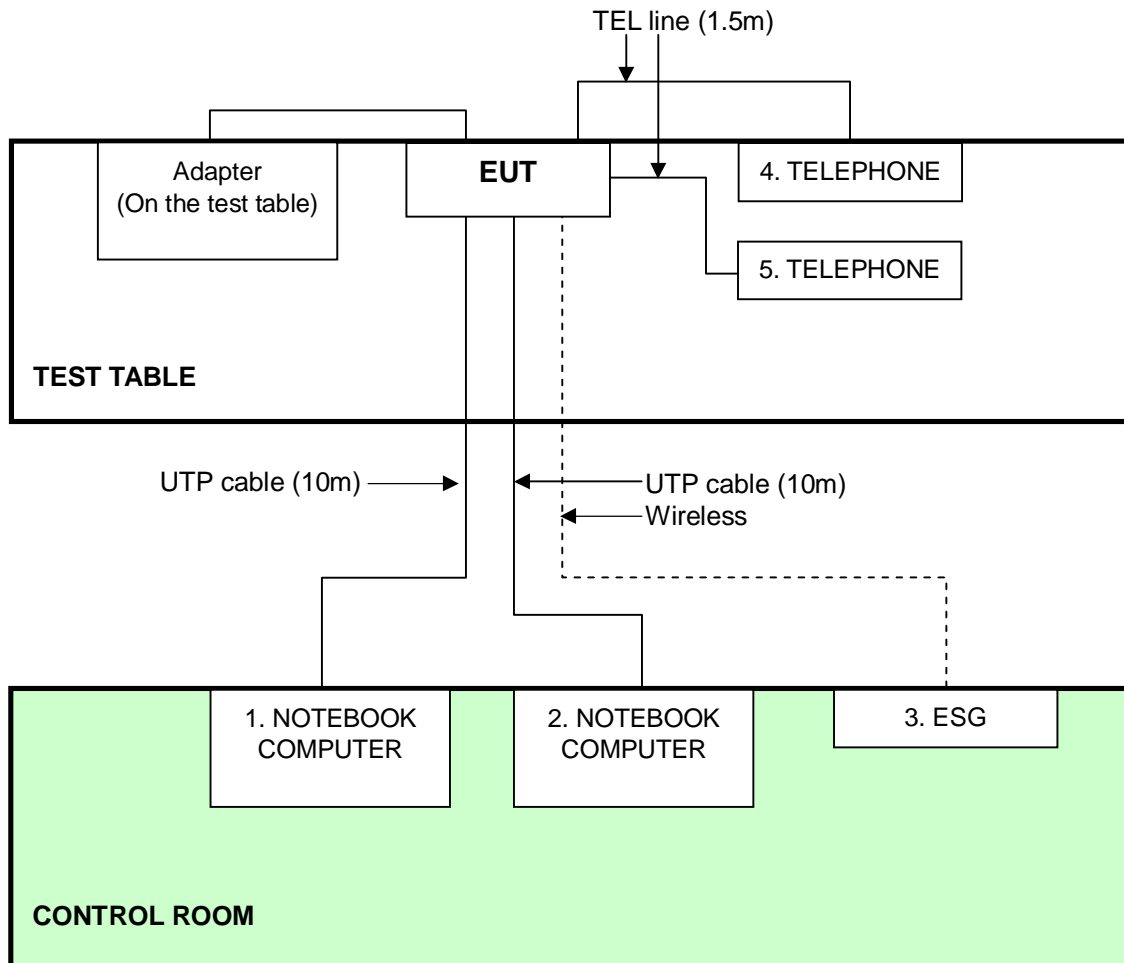 TEL line (1.5m)
Adapter
(On the test table)
EUT
4. TELEPHONE
5. TELEPHONE
TEST TABLE
UTP cable (10m)
UTP cable (10m)
Wireless
1. NOTEBOOK
COMPUTER
2. NOTEBOOK
COMPUTER
3. ESG
CONTROL ROOM